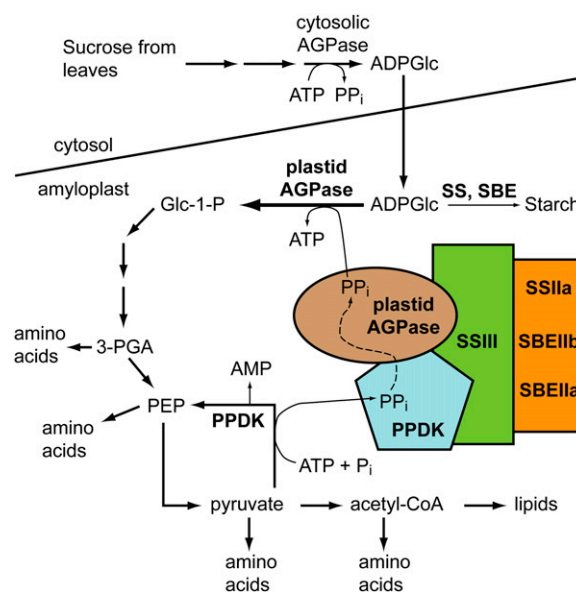 cytosolic
AGPase
Sucrose from
leaves
ADPGlc
ATP PPi
cytosol
amyloplast
plastid
AGPase
SS, SBE
Glc-1-P
ADPGlc
Starch
ATP
PPi
plastid
AGPase
SSIII
SSIIa
SBEIIb
SBEIIa
amino
acids
3-PGA
AMP
PEP
PPDK
PPi
PPDK
amino
acids
ATP + Pi
pyruvate
acetyl-CoA
lipids
amino
acids
amino
acids